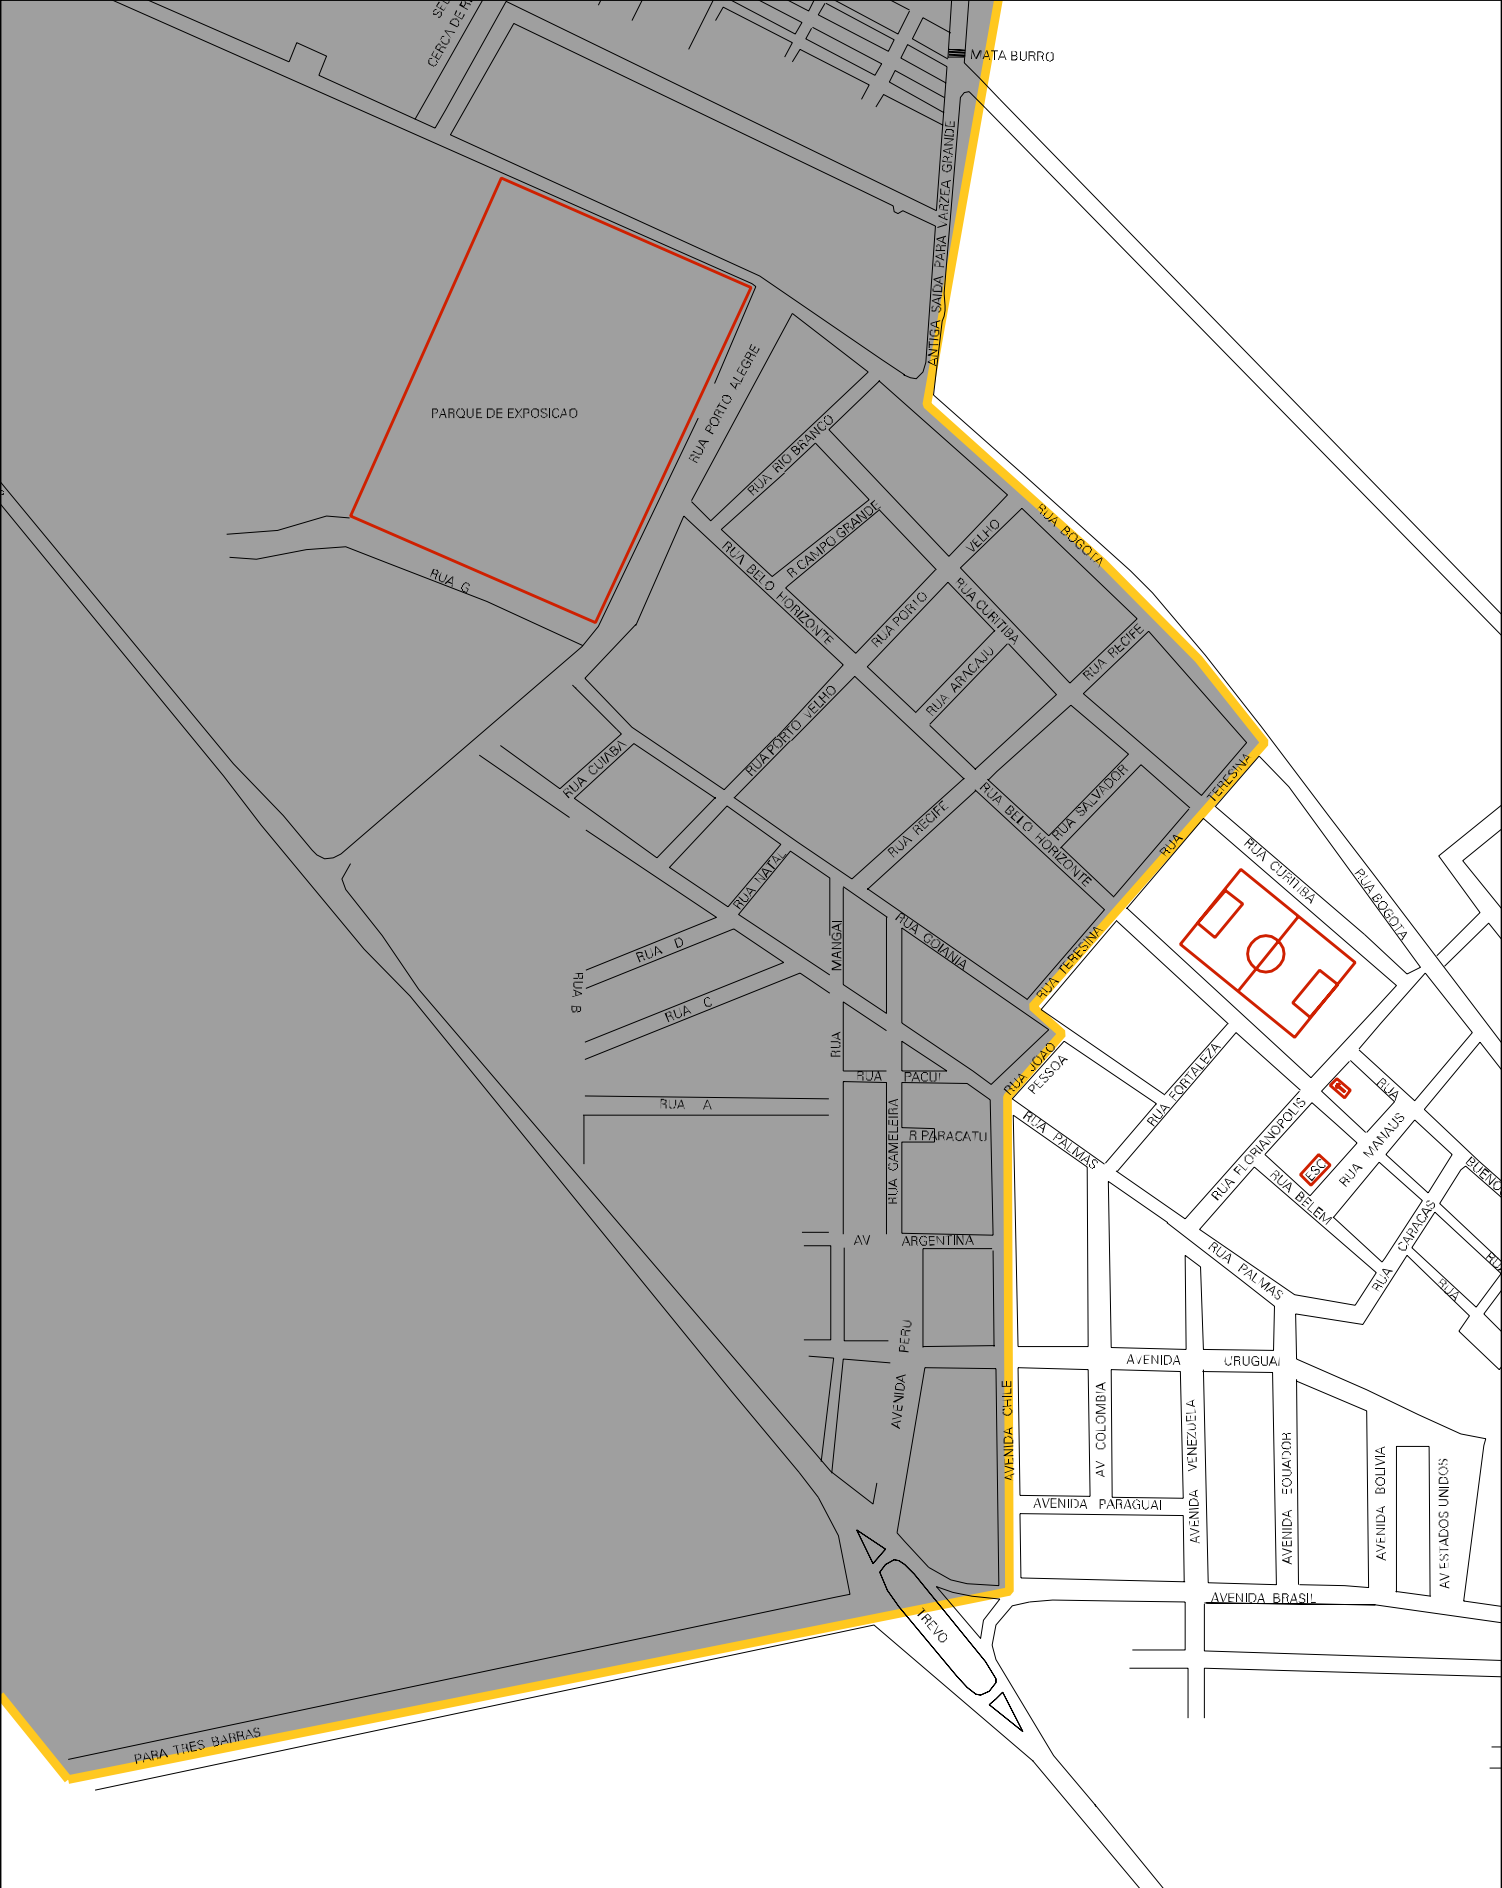 CERCA DE
MATA BURRO
ANTIGA SAIDA PARA VARZEA GRANDE
PARQUE DE EXPOSICAO
RUA PORTO ALEGRE
RUA RIO BRANCO
R CAMPO GRANDE
RUA BELO HORIZONTE
VELHO
RUA PORTO
RUA BOGOTA
RUA G
RUA CURITIBA
RUA RECIFE
RUA ARACAJU
RUA PORTO VELHO
RUA CUIABA
RUA RECIFE
RUA BELO HORIZONTE
RUA SALVADOR
TERESINA
RUA
RUA NATAL
RUA CURITIBA
RUA BOGOTA
MANGAI
RUA
RUA GOIANIA
RUA TERESINA
RUA D
RUA B
RUA C
RUA PACUI
RUA A
RUA JOAO
PESSOA
RUA FORTALEZA
RUA GAMELEIRA
R PARACATU
RUA PALMAS
RUA FLORIANOPOLIS
RUA
RUA MANAUS
ESC
RUA BELEM
BUENO
RUA CARACAS
AV ARGENTINA
RUA PALMAS
RUA
RUA
AVENIDA PERU
AVENIDA URUGUAI
AVENIDA CHILE
AV COLOMBIA
AVENIDA VENEZUELA
AVENIDA EQUADOR
AVENIDA BOLIVIA
AV ESTADOS UNIDOS
AVENIDA PARAGUAI
AVENIDA BRASIL
TREVO
PARA TRES BARRAS